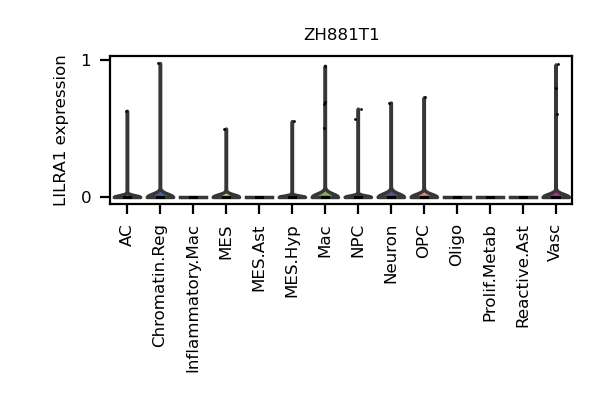 ZH881T1
LILRA1 expression
1
0
AC
Chromatin.Reg
Inflammatory.Mac
MES
MES.Ast
MES.Hyp
Mac
NPC
Neuron
OPC
Oligo
Prolif.Metab
Reactive.Ast
Vasc